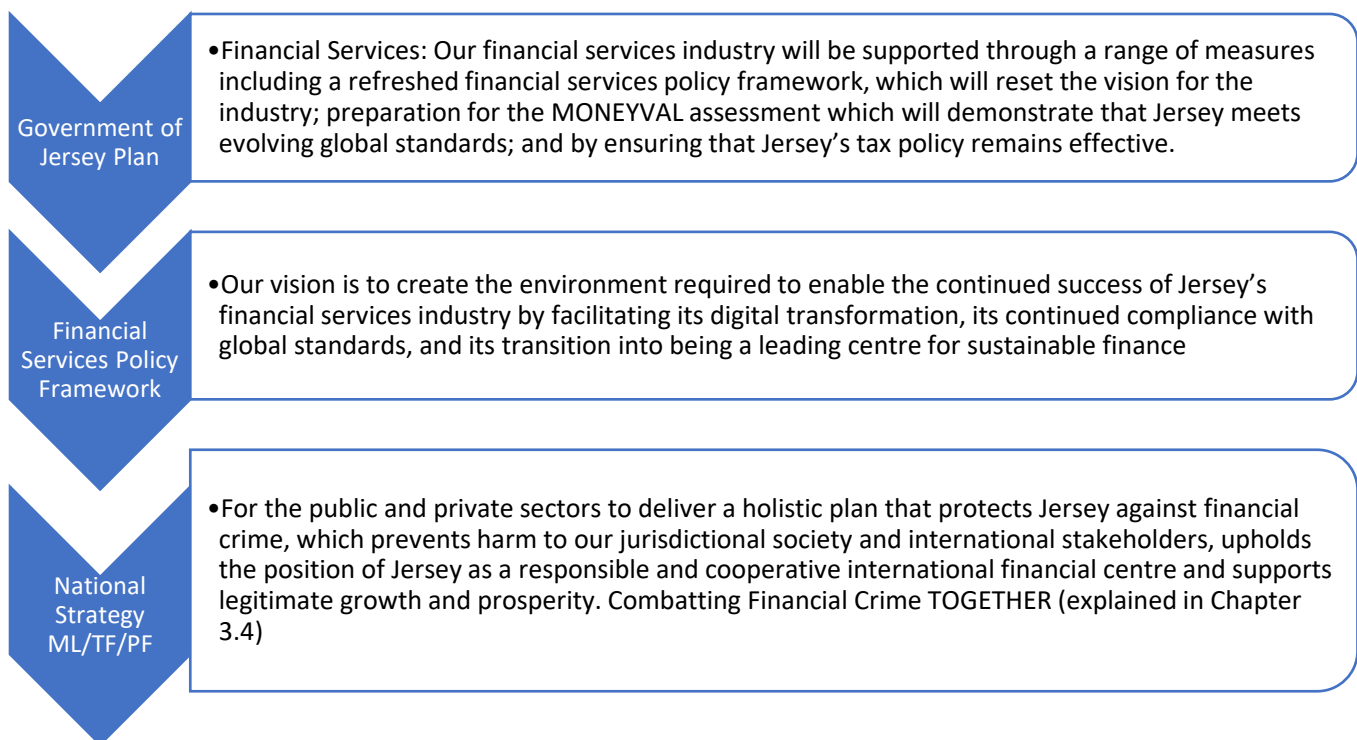 Government of
Jersey Plan
•Financial Services: Our financial services industry will be supported through a range of measures
including a refreshed financial services policy framework, which will reset the vision for the
industry; preparation for the MONEYVAL assessment which will demonstrate that Jersey meets
evolving global standards; and by ensuring that Jersey’s tax policy remains effective.
Financial
Services Policy
Framework
•Our vision is to create the environment required to enable the continued success of Jersey’s
financial services industry by facilitating its digital transformation, its continued compliance with
global standards, and its transition into being a leading centre for sustainable finance
National
Strategy
ML/TF/PF
•For the public and private sectors to deliver a holistic plan that protects Jersey against financial
crime, which prevents harm to our jurisdictional society and international stakeholders, upholds
the position of Jersey as a responsible and cooperative international financial centre and supports
legitimate growth and prosperity. Combatting Financial Crime TOGETHER (explained in Chapter
3.4)